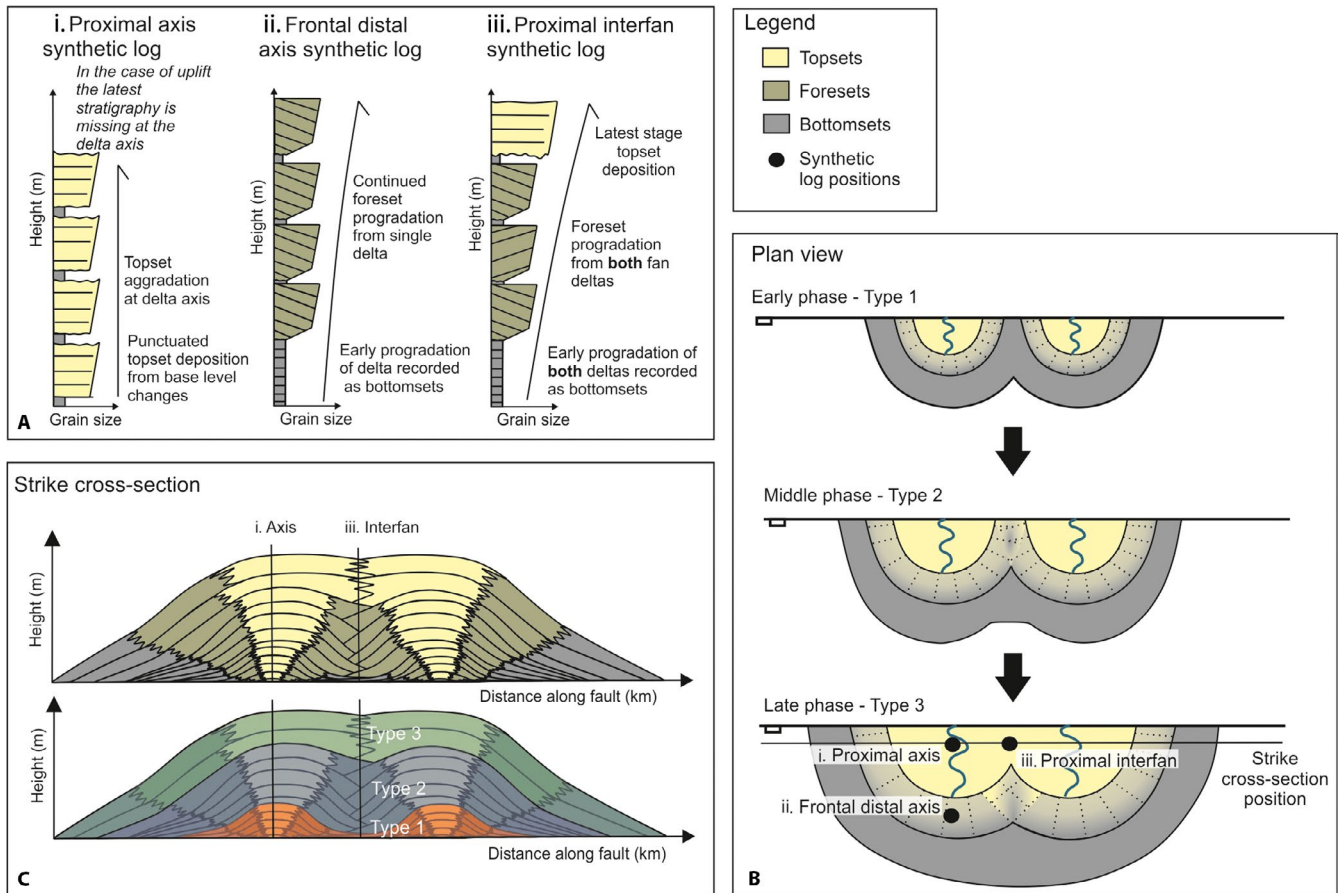 i. Proximal axis
synthetic log
In the case of uplift
the latest
stratigraphy is
missing at the
delta axis
Height (m)
Topset
aggradation
at delta axis
Punctuated
topset deposition
from base level
changes
Grain size
A
ii. Frontal distal
axis synthetic log
Height (m)
Continued
foreset
progradation
from single
delta
Early progradation
of delta recorded
as bottomsets
Grain size
iii. Proximal interfan
synthetic log
Height (m)
Latest stage
topset
deposition
Foreset
progradation
from both fan
deltas
Early progradation of
both deltas recorded
as bottomsets
Grain size
Legend
Topsets
Foresets
Bottomsets
Synthetic
log positions
Plan view
Early phase - Type 1
Middle phase - Type 2
Late phase - Type 3
i. Proximal axis
iii. Proximal interfan
ii. Frontal distal
axis
Strike
cross-section
position
B
Strike cross-section
i. Axis
iii. Interfan
Height (m)
Distance along fault (km)
Type 3
Type 2
Type 1
Height (m)
Distance along fault (km)
C